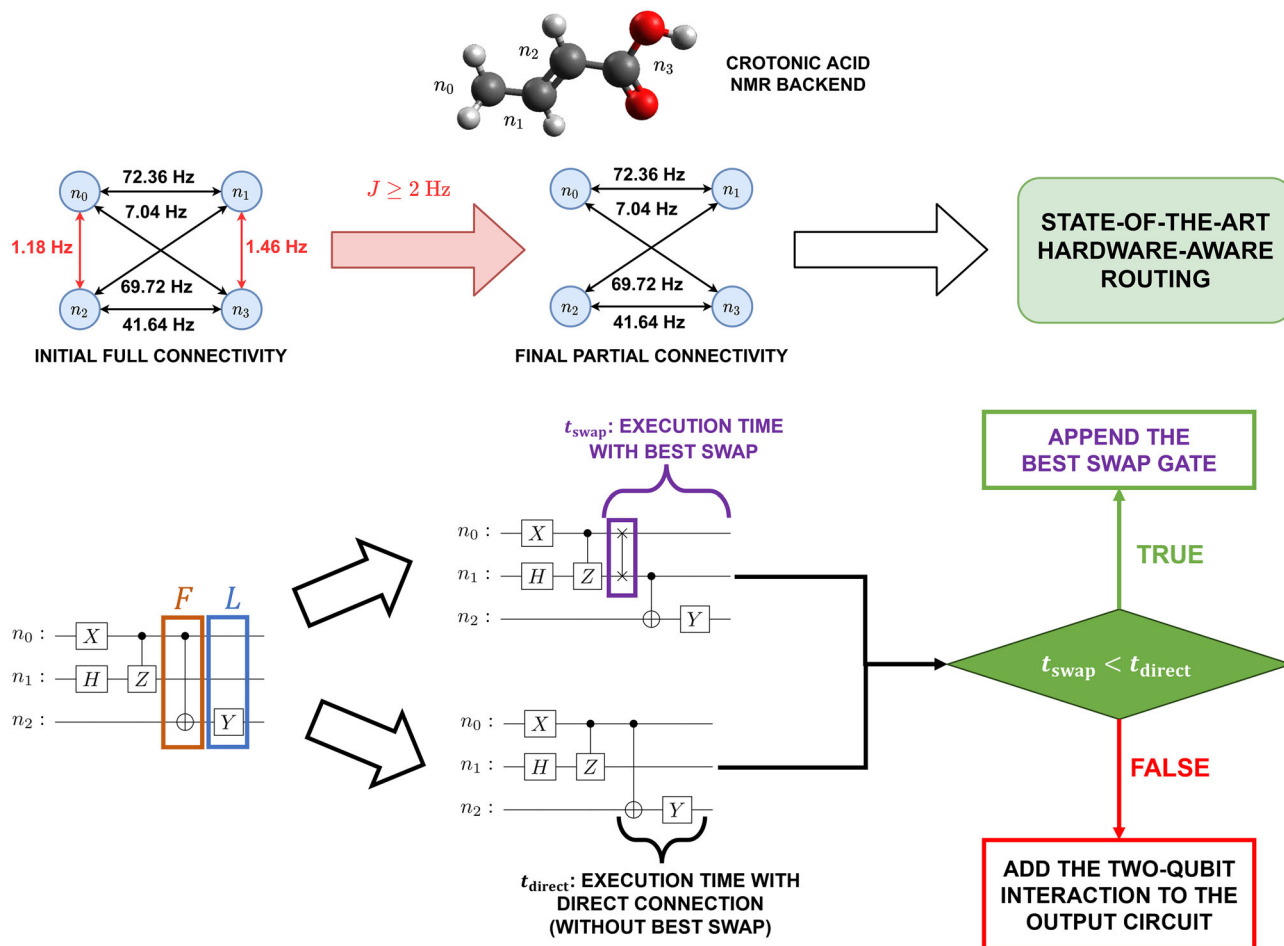 n₂
n₀
n₃
n₁
CROTONIC ACID
NMR BACKEND
72.36 Hz
n₀
n₁
7.04 Hz
1.18 Hz
1.46 Hz
69.72 Hz
n₂
n₃
41.64 Hz
INITIAL FULL CONNECTIVITY
J ≥ 2 Hz
72.36 Hz
n₀
n₁
7.04 Hz
69.72 Hz
n₂
n₃
41.64 Hz
FINAL PARTIAL CONNECTIVITY
STATE-OF-THE-ART
HARDWARE-AWARE
ROUTING
F L
n₀ : X
n₁ : H Z
n₂ : Y
t_swap: EXECUTION TIME
WITH BEST SWAP
n₀ : X
n₁ : H Z
n₂ : Y
n₀ : X
n₁ : H Z
n₂ : Y
t_direct: EXECUTION TIME WITH
DIRECT CONNECTION
(WITHOUT BEST SWAP)
APPEND THE
BEST SWAP GATE
TRUE
t_swap < t_direct
FALSE
ADD THE TWO-QUBIT
INTERACTION TO THE
OUTPUT CIRCUIT